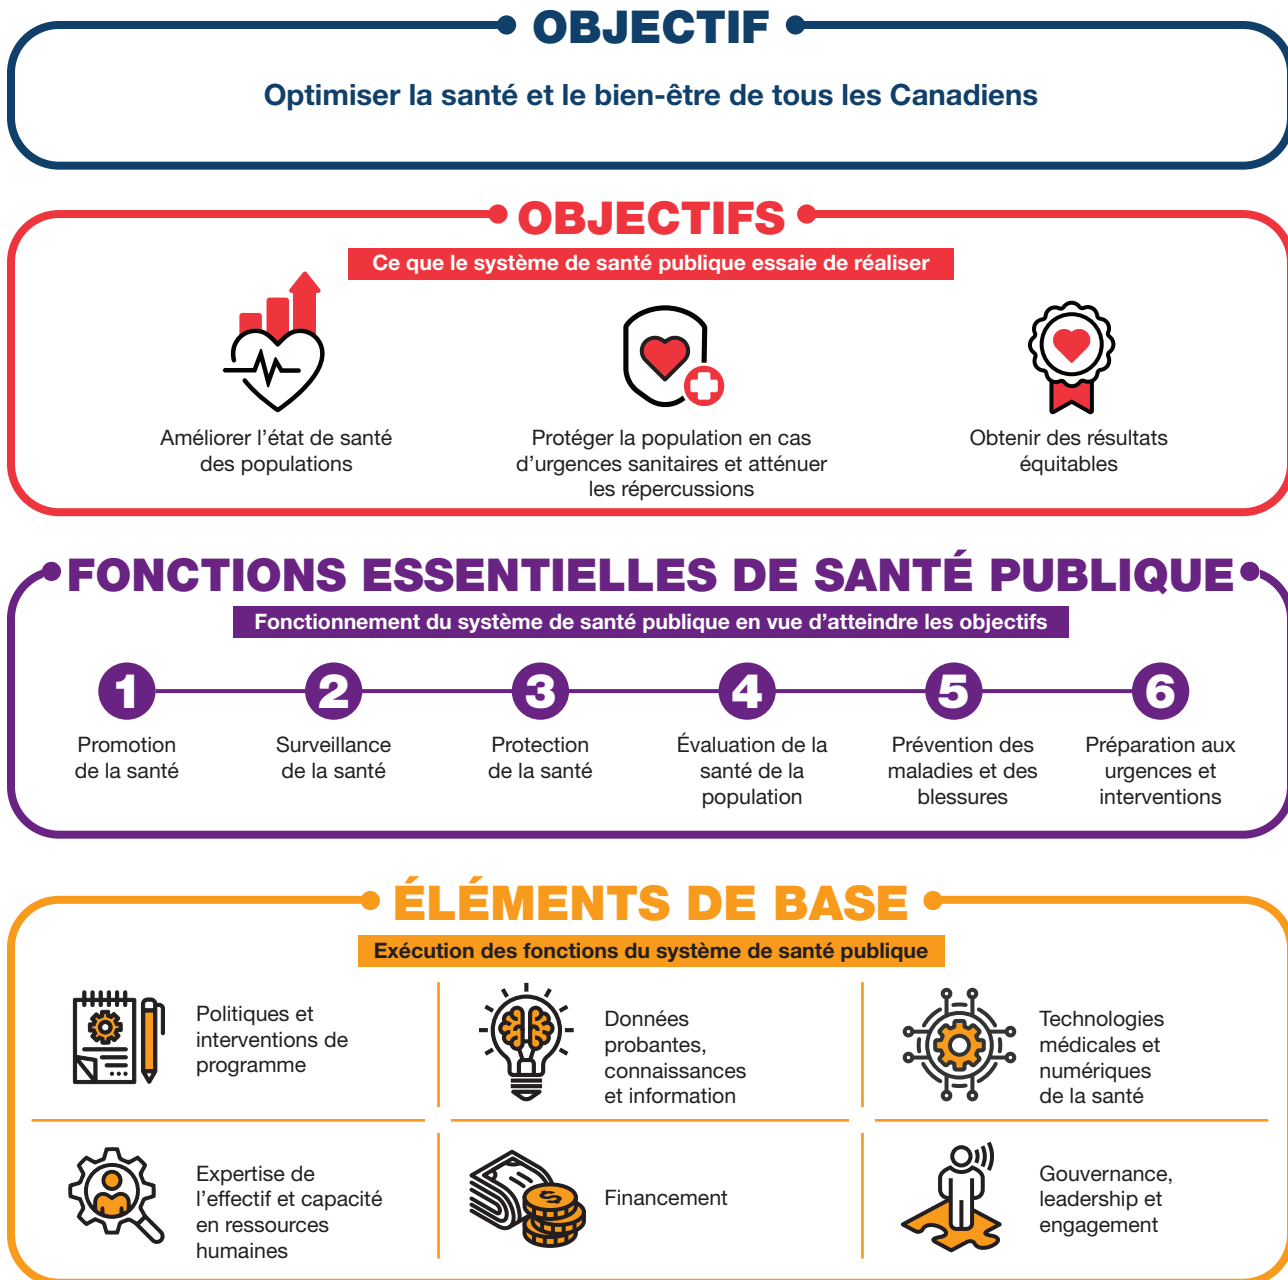 OBJECTIF
Optimiser la santé et le bien-être de tous les Canadiens
OBJECTIFS
Ce que le système de santé publique essaie de réaliser
Améliorer l'état de santé
des populations
Protéger la population en cas
d'urgences sanitaires et atténuer
les répercussions
Obtenir des résultats
équitables
FONCTIONS ESSENTIELLES DE SANTÉ PUBLIQUE
Fonctionnement du système de santé publique en vue d'atteindre les objectifs
1
Promotion
de la santé
2
Surveillance
de la santé
3
Protection
de la santé
4
Évaluation de la
santé de la
population
5
Prévention des
maladies et des
blessures
6
Préparation aux
urgences et
interventions
ÉLÉMENTS DE BASE
Exécution des fonctions du système de santé publique
Politiques et
interventions de
programme
Données
probantes,
connaissances
et information
Technologies
médicales et
numériques
de la santé
Expertise de
l'effectif et capacité
en ressources
humaines
$
Financement
Gouvernance,
leadership et
engagement